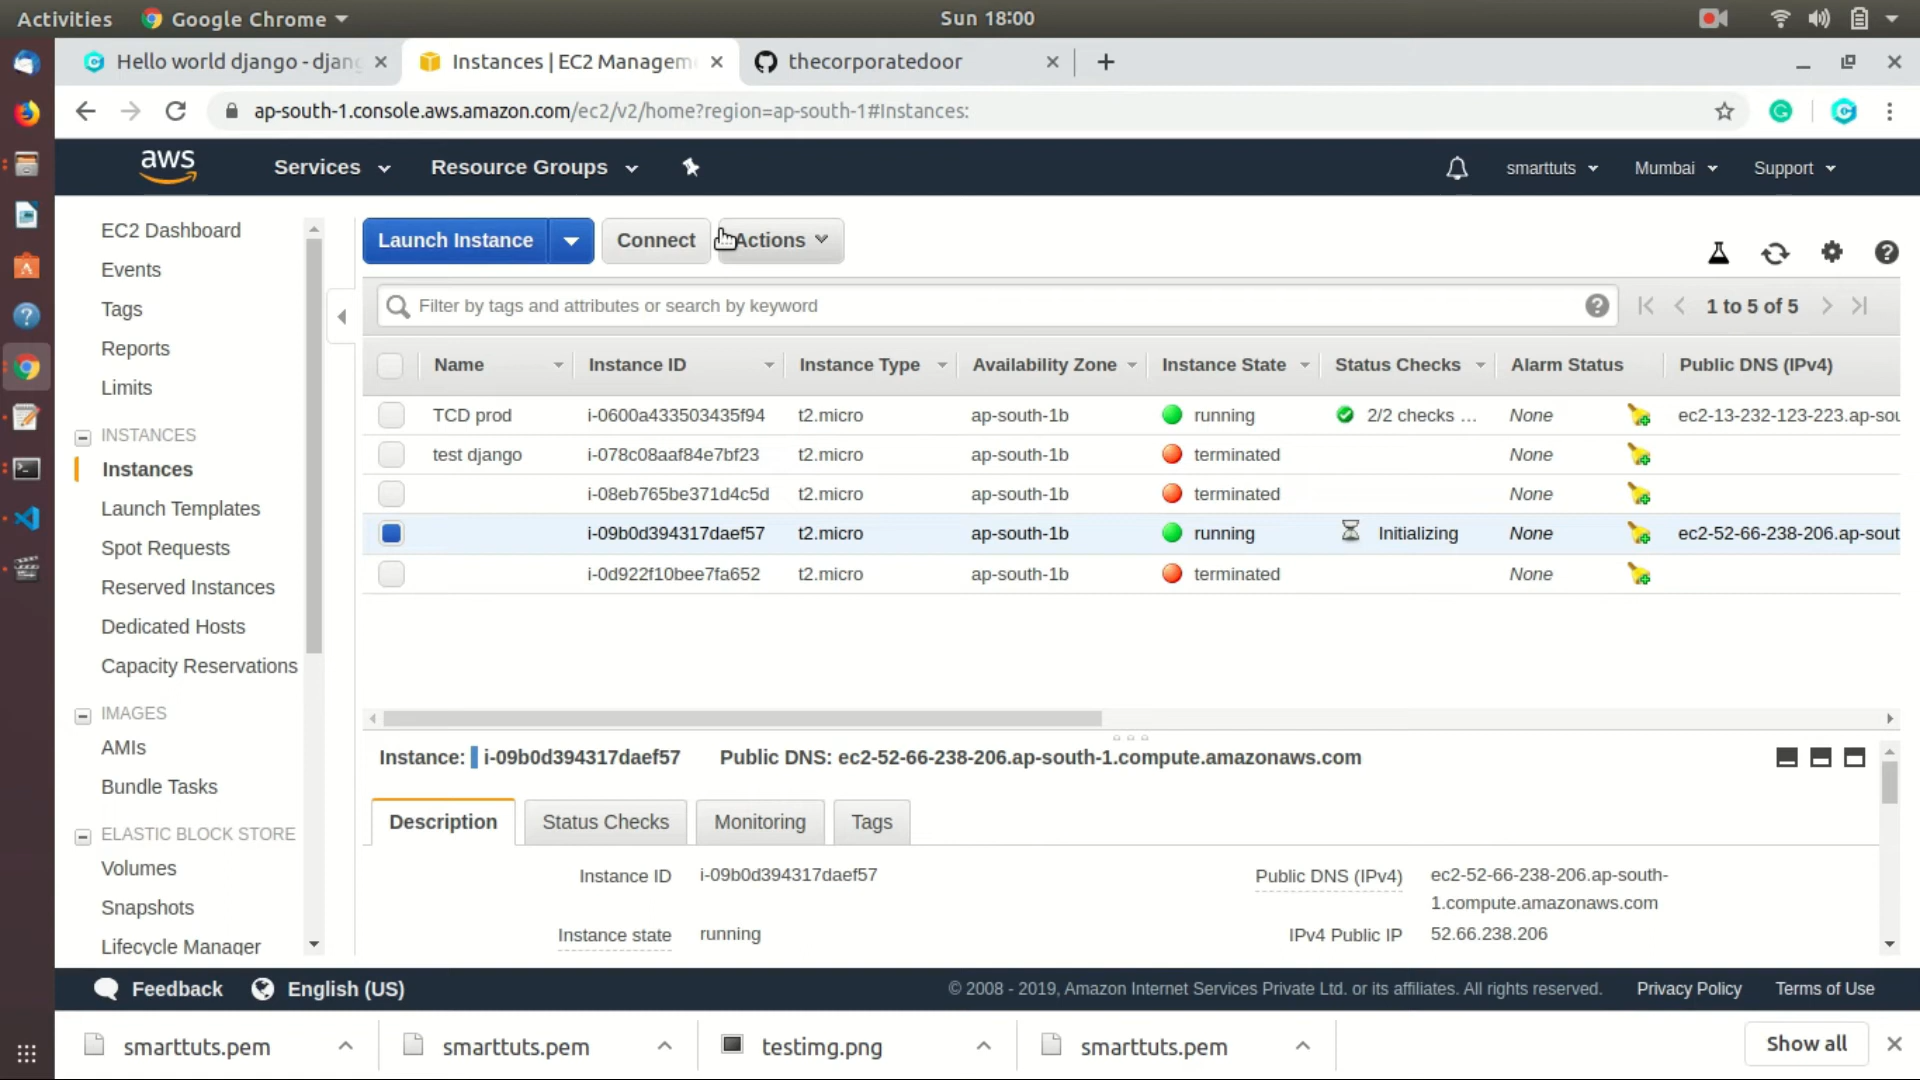 Activities
Google Chrome
Sun 18:00
Hello world django - djang
Instances | EC2 Managem
thecorporatedoor
ap-south-1.console.aws.amazon.com/ec2/v2/home?region=ap-south-1#Instances:
aws
Services
Resource Groups
smarttuts
Mumbai
Support
EC2 Dashboard
Events
Tags
Reports
Limits
INSTANCES
Instances
Launch Templates
Spot Requests
Reserved Instances
Dedicated Hosts
Capacity Reservations
IMAGES
AMIs
Bundle Tasks
ELASTIC BLOCK STORE
Volumes
Snapshots
Lifecycle Manager
Launch Instance
Connect
Actions
Filter by tags and attributes or search by keyword
1 to 5 of 5
Name Instance ID Instance Type Availability Zone Instance State Status Checks Alarm Status Public DNS (IPv4)
TCD prod i-0600a433503435f94 t2.micro ap-south-1b running 2/2 checks ... None ec2-13-232-123-223.ap-sou
test django i-078c08aaf84e7bf23 t2.micro ap-south-1b terminated None
i-08eb765be371d4c5d t2.micro ap-south-1b terminated None
i-09b0d394317daef57 t2.micro ap-south-1b running Initializing None ec2-52-66-238-206.ap-sout
i-0d922f10bee7fa652 t2.micro ap-south-1b terminated None
Instance: i-09b0d394317daef57 Public DNS: ec2-52-66-238-206.ap-south-1.compute.amazonaws.com
Description
Status Checks
Monitoring
Tags
Instance ID i-09b0d394317daef57
Public DNS (IPv4) ec2-52-66-238-206.ap-south-
1.compute.amazonaws.com
Instance state running
IPv4 Public IP 52.66.238.206
Feedback
English (US)
© 2008 - 2019, Amazon Internet Services Private Ltd. or its affiliates. All rights reserved.
Privacy Policy
Terms of Use
smarttuts.pem
smarttuts.pem
testimg.png
smarttuts.pem
Show all